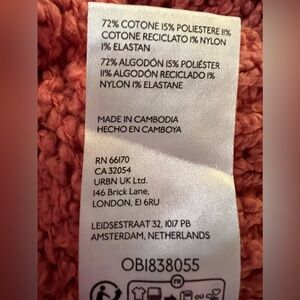 72% COTONE 15% POLIESTERE 11%
COTONE RECICLATO 1% NYLON
1% ELASTAN
72% ALGODÓN 15% POLIÉSTER
11% ALGODÓN RECICLADO 1%
NYLON 1% ELASTANE
MADE IN CAMBODIA
HECHO EN CAMBOYA
RN 66170
CA 32054
URBN UK Ltd.
146 Brick Lane,
LONDON, E1 6RU
LEIDSESTRAAT 32, 1017 PB
AMSTERDAM, NETHERLANDS
OB1838055
FR